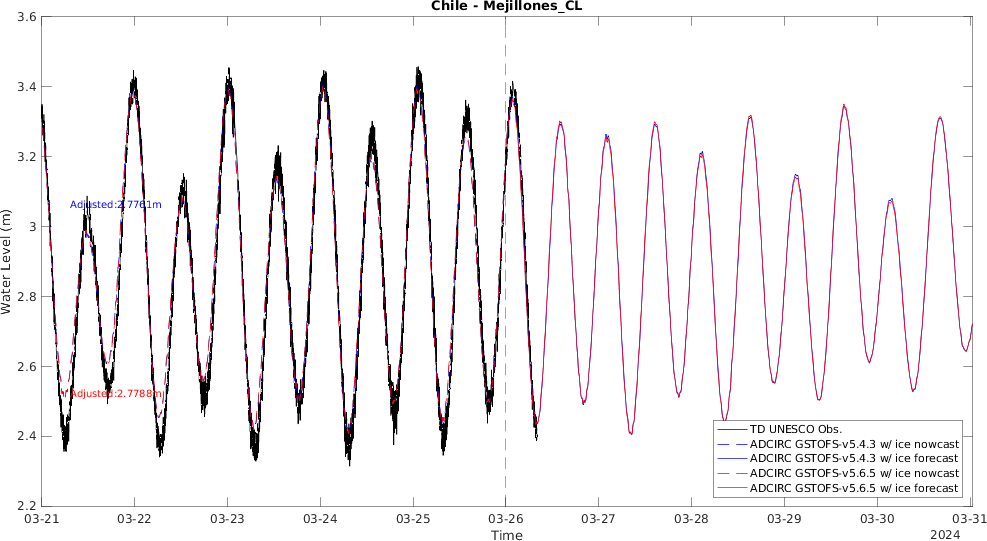 Chile - Mejillones_CL
3.6
3.4
3.2
3
2.8
2.6
2.4
2.2
Water Level (m)
Adjusted:2.7761m
Adjusted:2.7788m
TD UNESCO Obs.
ADCIRC GSTOFS-v5.4.3 w/ ice nowcast
ADCIRC GSTOFS-v5.4.3 w/ ice forecast
ADCIRC GSTOFS-v5.6.5 w/ ice nowcast
ADCIRC GSTOFS-v5.6.5 w/ ice forecast
03-21 03-22 03-23 03-24 03-25 03-26 03-27 03-28 03-29 03-30 03-31
Time
2024